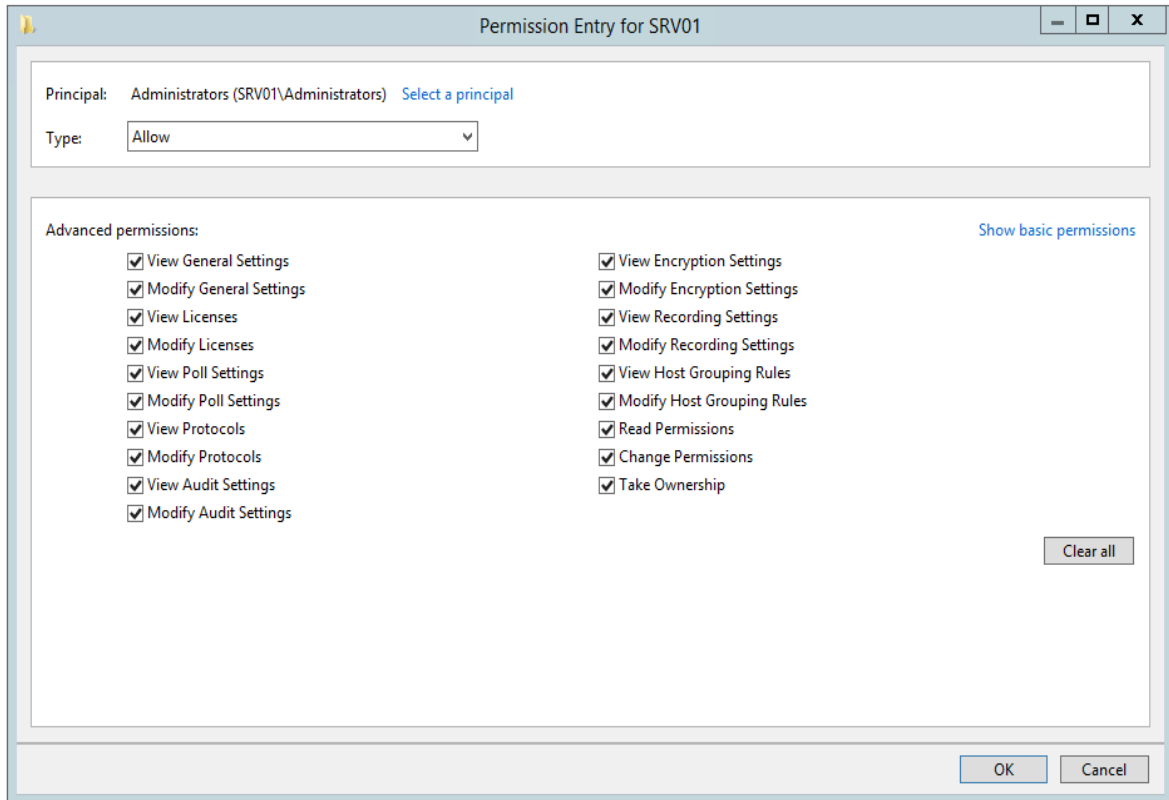 Permission Entry for SRV01
Principal: Administrators (SRV01\Administrators) Select a principal
Type: Allow
Advanced permissions: Show basic permissions
View General Settings
Modify General Settings
View Licenses
Modify Licenses
View Poll Settings
Modify Poll Settings
View Protocols
Modify Protocols
View Audit Settings
Modify Audit Settings
View Encryption Settings
Modify Encryption Settings
View Recording Settings
Modify Recording Settings
View Host Grouping Rules
Modify Host Grouping Rules
Read Permissions
Change Permissions
Take Ownership
Clear all
OK Cancel